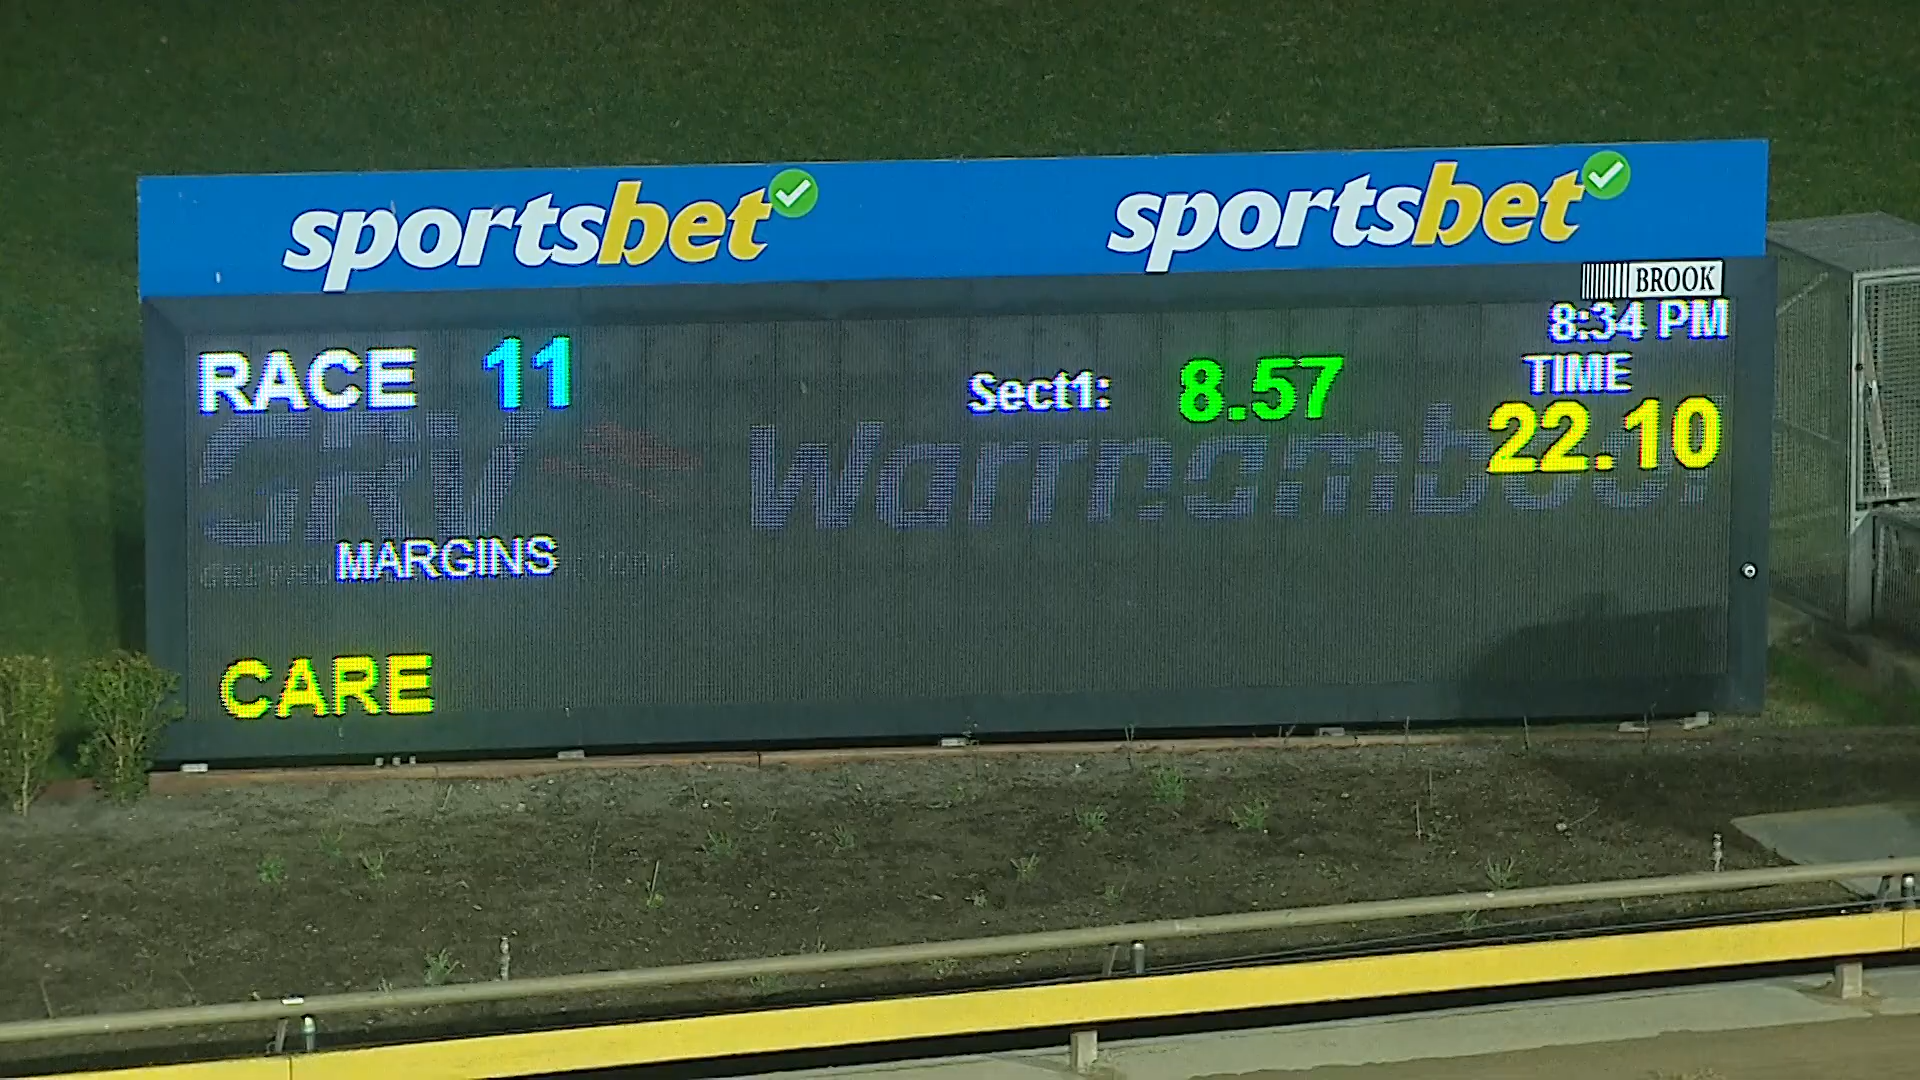 sportsbet sportsbet
BROOK
8:34 PM
RACE 11 Sect1: 8.57 TIME
22.10
GRV Warrnambool
MARGINS
CARE